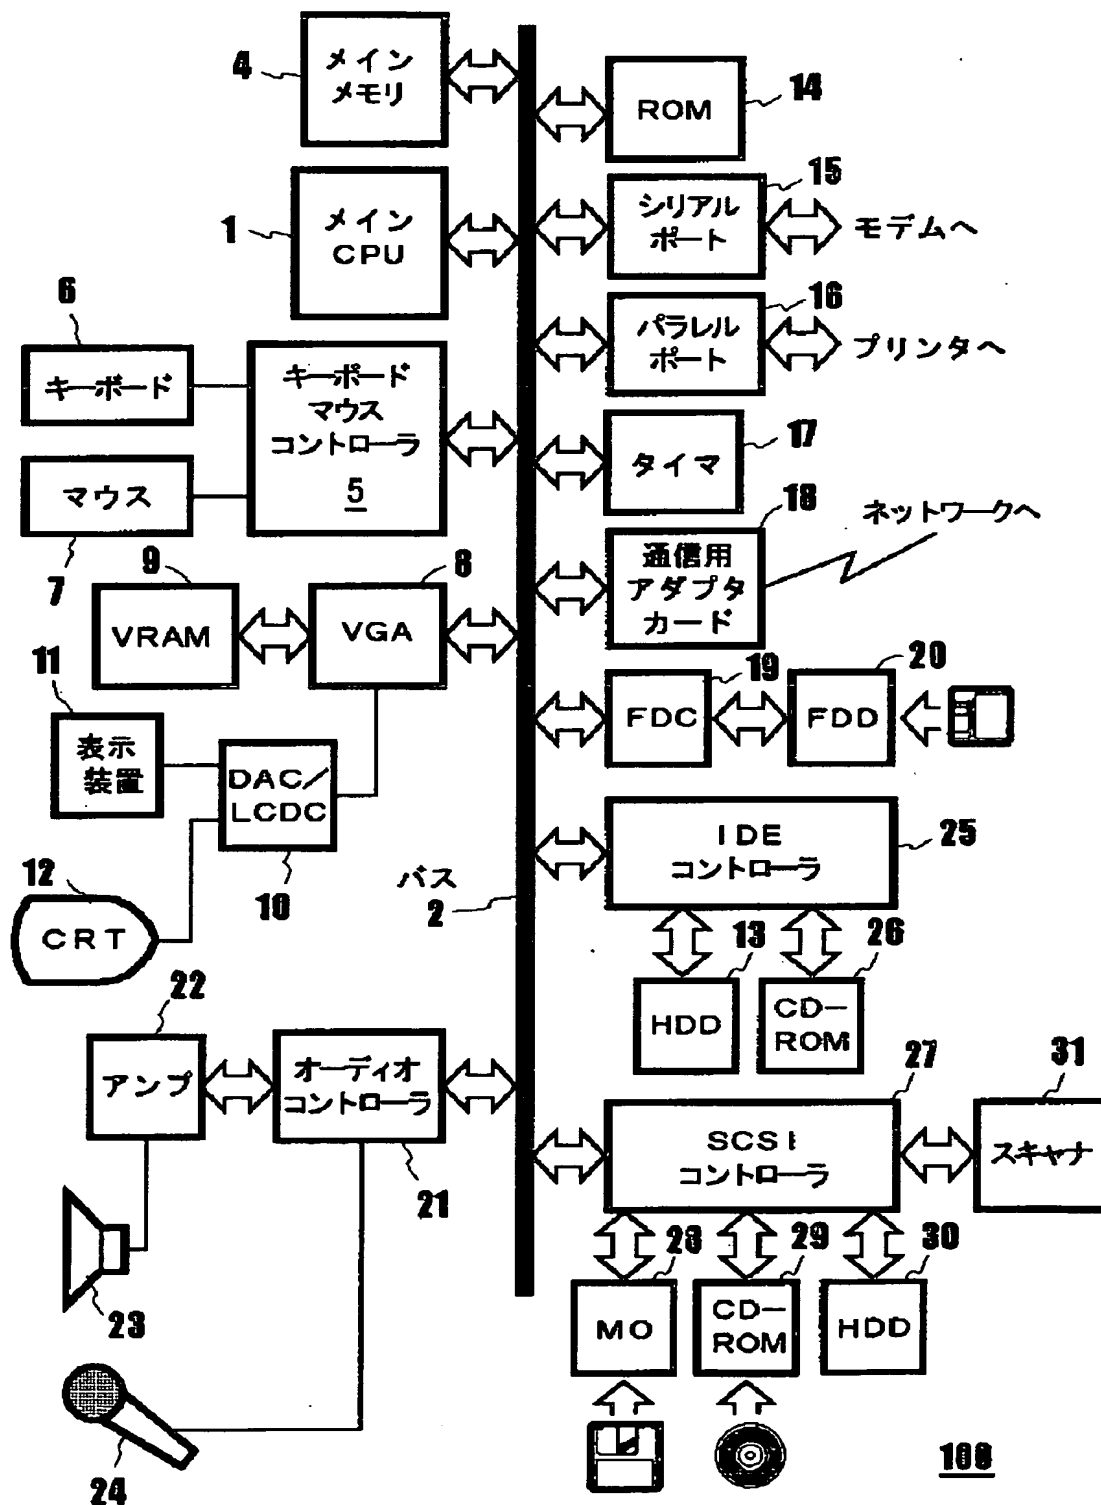 4
メイン
メモリ
ROM
14
1
メイン
CPU
シリアル
ポート
15
モデムへ
パラレル
ポート
16
プリンタへ
6
キーボード
キーボード
マウス
コントローラ
5
マウス
7
タイマ
17
通信用
アダプタ
カード
18
ネットワークへ
9
VRAM
8
VGA
11
表示
装置
DAC/
LCDC
10
12
CRT
バス
2
FDC
19
FDD
20
IDE
コントローラ
25
HDD
13
CD-
ROM
26
22
アンプ
オーディオ
コントローラ
21
23
24
SCSI
コントローラ
27
スキャナ
31
MO
28
CD-
ROM
29
HDD
30